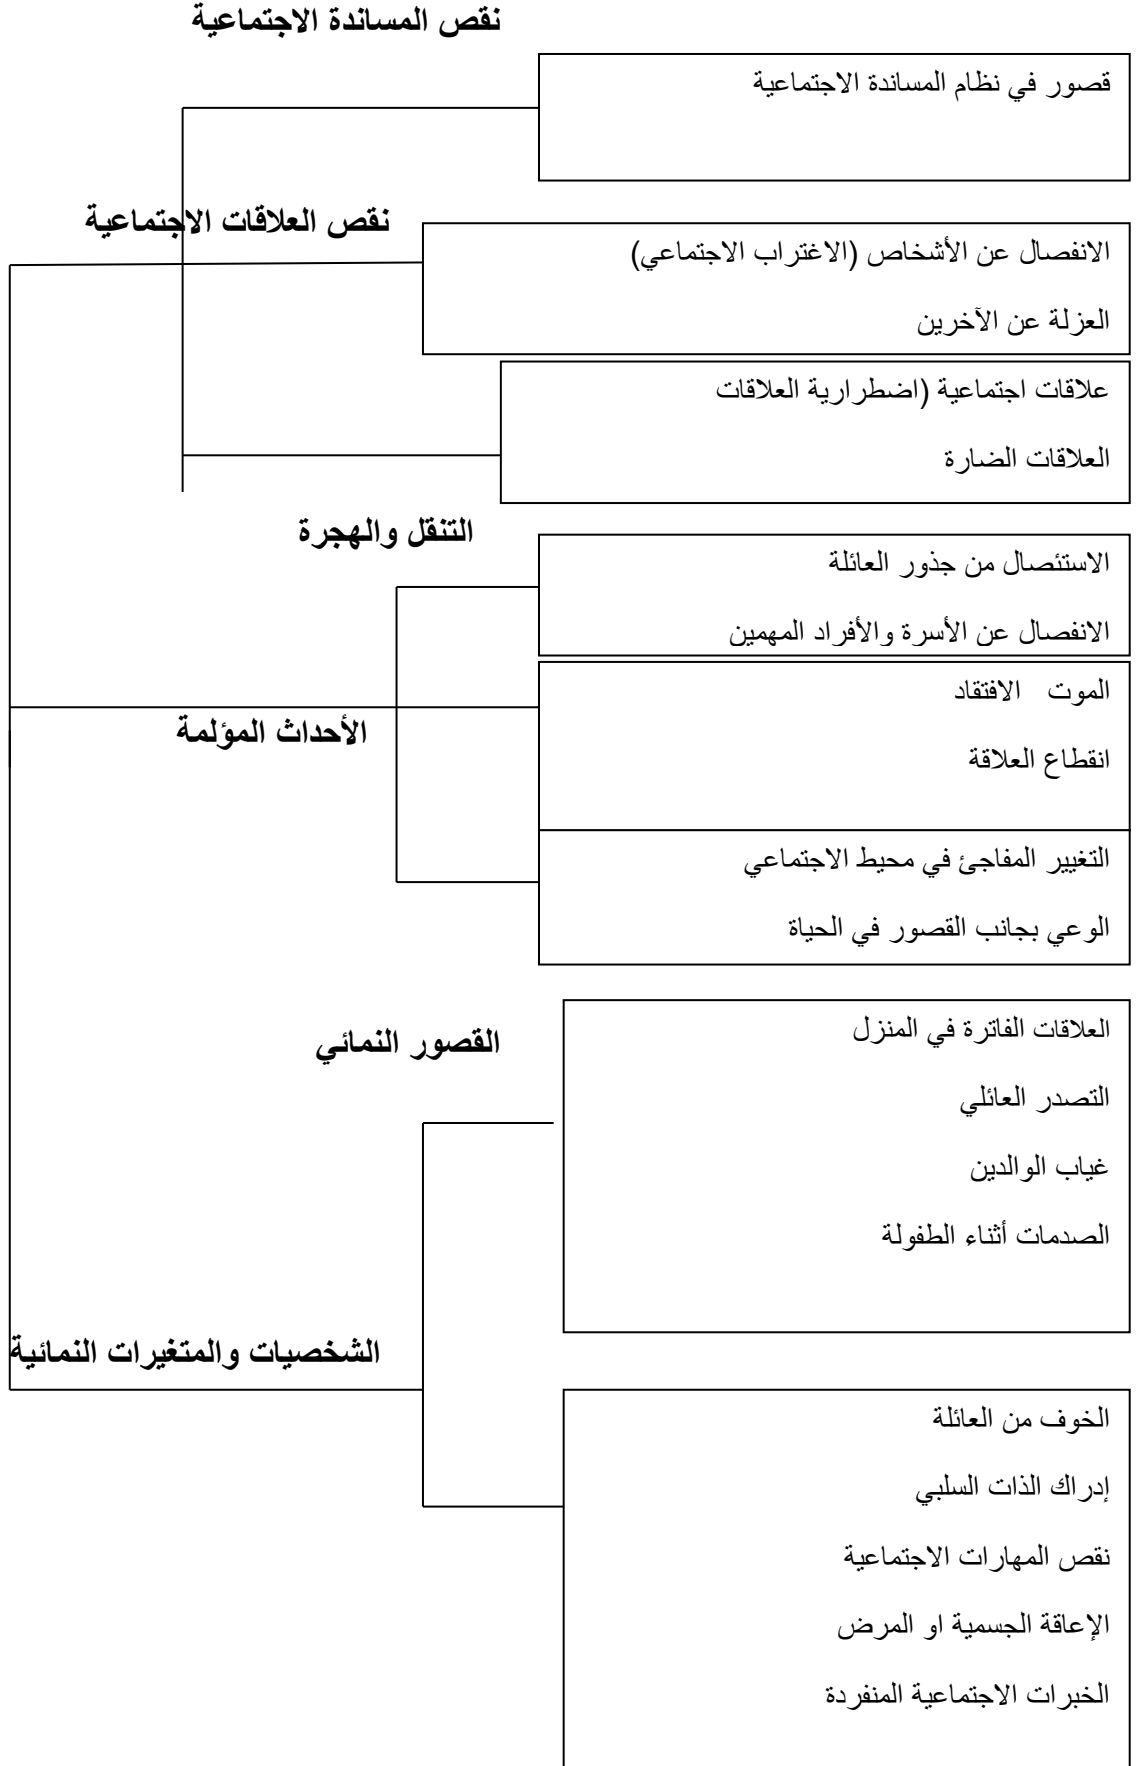 نقص المساندة الاجتماعية
قصور في نظام المساندة الاجتماعية
نقص العلاقات الاجتماعية
الانفصال عن الأشخاص (الاغتراب الاجتماعي)
العزلة عن الآخرين
علاقات اجتماعية (اضطرارية العلاقات
العلاقات الضارة
التنقل والهجرة
الاستئصال من جذور العائلة
الانفصال عن الأسرة والأفراد المهمين
الموت الافتقاد
الأحداث المؤلمة
انقطاع العلاقة
التغيير المفاجئ في محيط الاجتماعي
الوعي بجانب القصور في الحياة
القصور النمائي
العلاقات الفاترة في المنزل
التصدر العائلي
غياب الوالدين
الصدمات أثناء الطفولة
الشخصيات والمتغيرات النمائية
الخوف من العائلة
إدراك الذات السلبي
نقص المهارات الاجتماعية
الإعاقة الجسمية او المرض
الخبرات الاجتماعية المنفردة